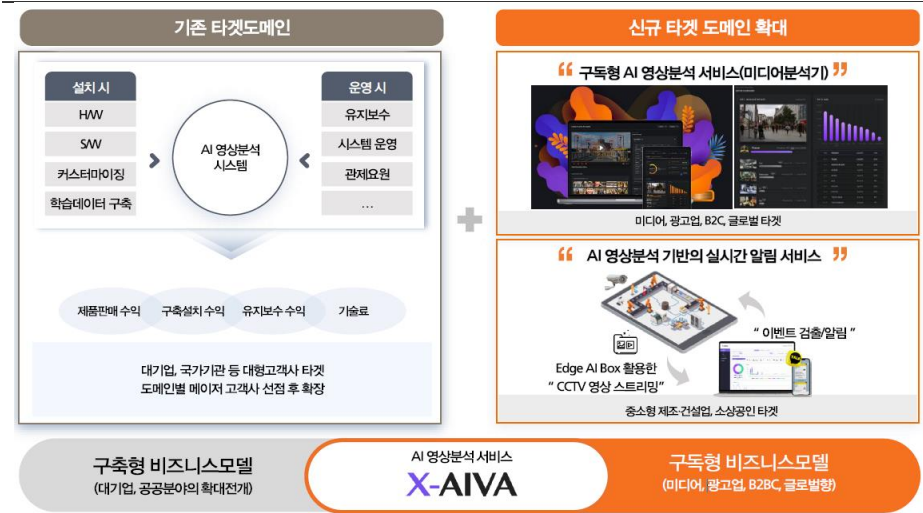 기존 타겟도메인
설치 시
H/W
S/W
커스터마이징
학습데이터 구축
AI 영상분석
시스템
운영 시
유지보수
시스템 운영
관제요원
...
제품판매 수익
구축설치 수익
유지보수 수익
기술료
대기업, 국가기관 등 대형고객사 타겟
도메인별 메이저 고객사 선점 후 확장
신규 타겟 도메인 확대
“ 구독형 AI 영상분석 서비스(미디어분석기) ”
미디어, 광고업, B2C, 글로벌 타겟
“ AI 영상분석 기반의 실시간 알림 서비스 ”
“ 이벤트 검출/알림 ”
Edge AI Box 활용한
“ CCTV 영상 스트리밍”
중소형 제조·건설업, 소상공인 타겟
구축형 비즈니스모델
(대기업, 공공분야의 확대전개)
AI 영상분석 서비스
X-AIVA
구독형 비즈니스모델
(미디어, 광고업, B2BC, 글로벌향)